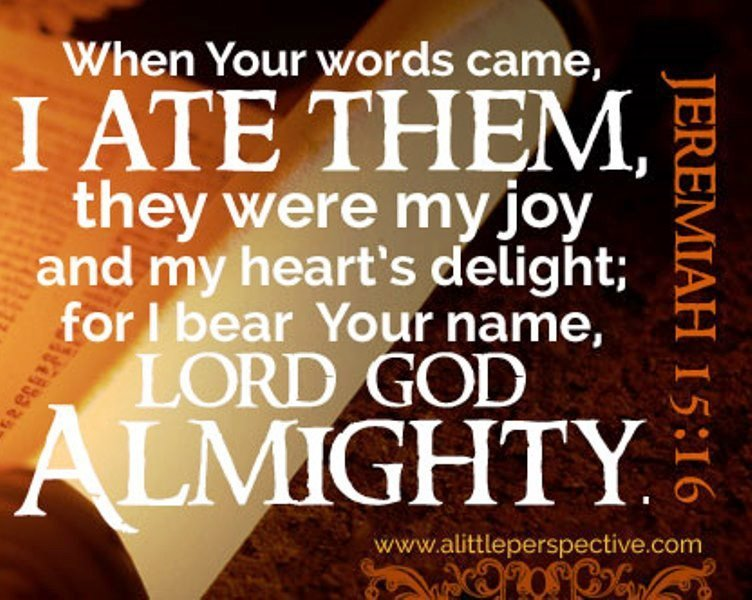 When Your words came,
I ATE THEM,
they were my joy
and my heart's delight;
for I bear Your name,
LORD GOD
ALMIGHTY.
JEREMIAH 15:16
www.alittleperspective.com